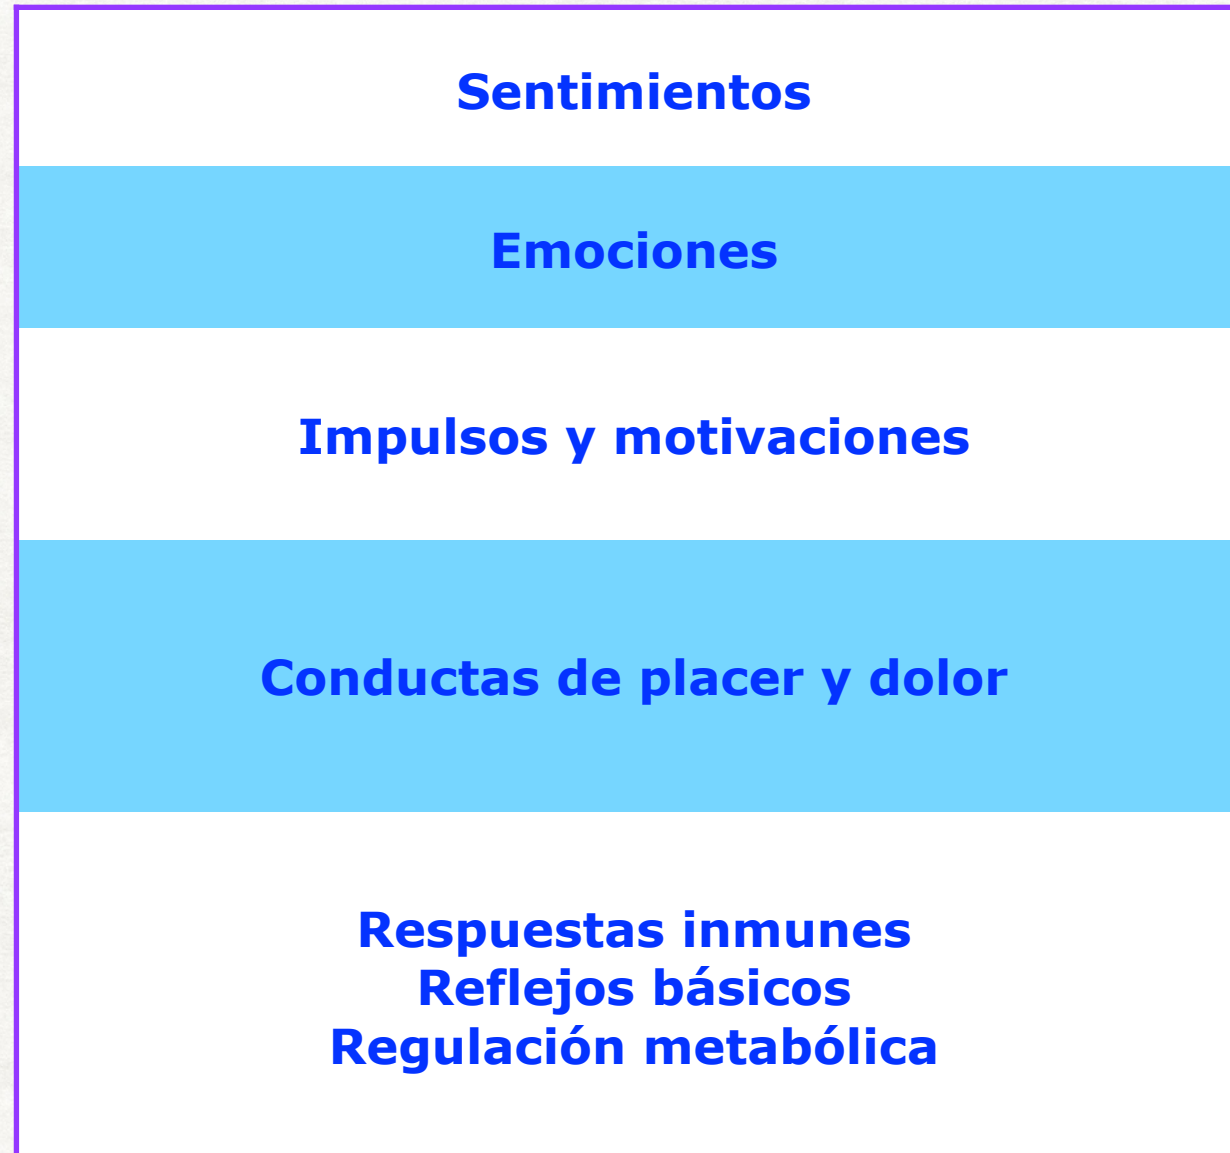 Sentimientos
Emociones
Impulsos y motivaciones
Conductas de placer y dolor
Respuestas inmunes
Reflejos básicos
Regulación metabólica